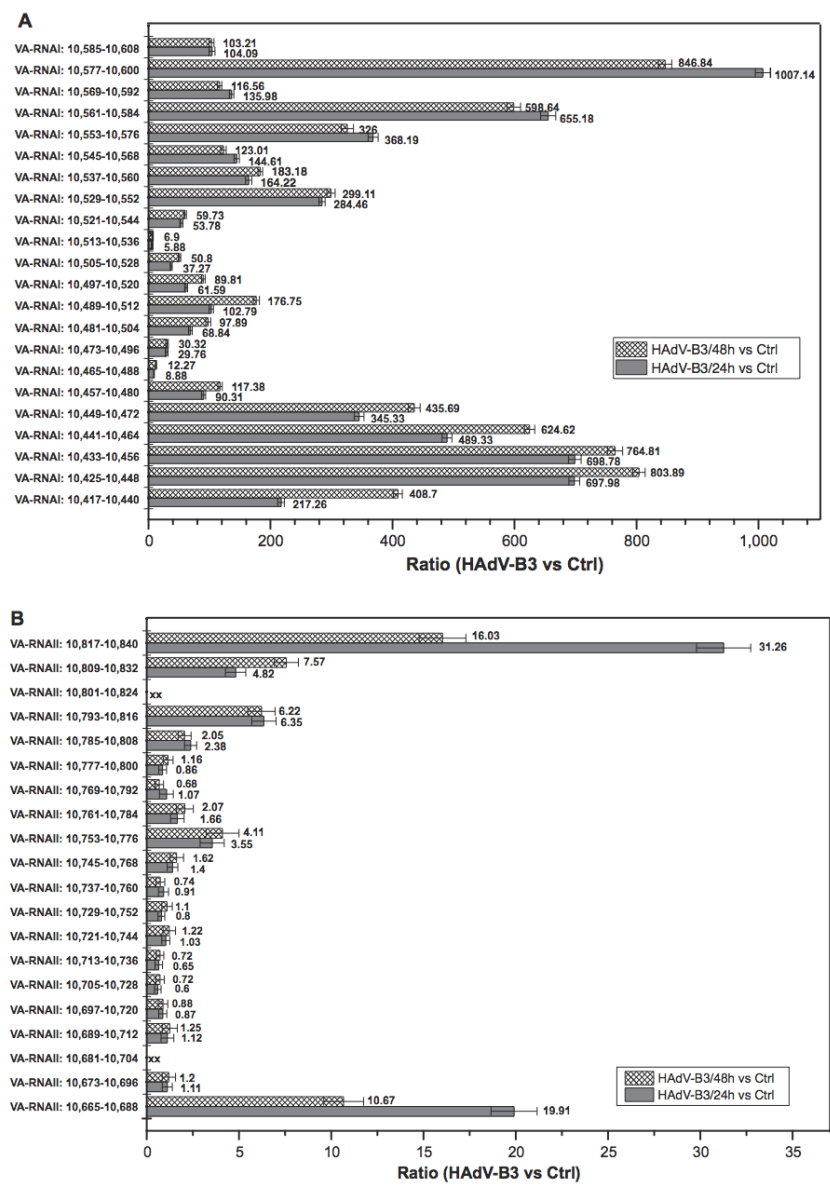 A
VA-RNAI: 10,585-10,608 103.21
104.09
VA-RNAI: 10,577-10,600 846.84
1007.14
VA-RNAI: 10,569-10,592 116.56
135.98
VA-RNAI: 10,561-10,584 598.64
655.18
VA-RNAI: 10,553-10,576 326
368.19
VA-RNAI: 10,545-10,568 123.01
144.61
VA-RNAI: 10,537-10,560 183.18
164.22
VA-RNAI: 10,529-10,552 299.11
284.46
VA-RNAI: 10,521-10,544 59.73
53.78
VA-RNAI: 10,513-10,536 6.9
5.88
VA-RNAI: 10,505-10,528 50.8
37.27
VA-RNAI: 10,497-10,520 89.81
61.59
VA-RNAI: 10,489-10,512 176.75
102.79
VA-RNAI: 10,481-10,504 97.89
68.84
VA-RNAI: 10,473-10,496 30.32
29.76
VA-RNAI: 10,465-10,488 12.27
8.88
VA-RNAI: 10,457-10,480 117.38
90.31
VA-RNAI: 10,449-10,472 435.69
345.33
VA-RNAI: 10,441-10,464 624.62
489.33
VA-RNAI: 10,433-10,456 764.81
698.78
VA-RNAI: 10,425-10,448 803.89
697.98
VA-RNAI: 10,417-10,440 408.7
217.26
HAdV-B3/48h vs Ctrl
HAdV-B3/24h vs Ctrl
0 200 400 600 800 1,000
Ratio (HAdV-B3 vs Ctrl)
B
VA-RNAII: 10,817-10,840 16.03
31.26
VA-RNAII: 10,809-10,832 7.57
4.82
VA-RNAII: 10,801-10,824 xx
VA-RNAII: 10,793-10,816 6.22
6.35
VA-RNAII: 10,785-10,808 2.05
2.38
VA-RNAII: 10,777-10,800 1.16
0.86
VA-RNAII: 10,769-10,792 0.68
1.07
VA-RNAII: 10,761-10,784 2.07
1.66
VA-RNAII: 10,753-10,776 4.11
3.55
VA-RNAII: 10,745-10,768 1.62
1.4
VA-RNAII: 10,737-10,760 0.74
0.91
VA-RNAII: 10,729-10,752 1.1
0.8
VA-RNAII: 10,721-10,744 1.22
1.03
VA-RNAII: 10,713-10,736 0.72
0.65
VA-RNAII: 10,705-10,728 0.72
0.6
VA-RNAII: 10,697-10,720 0.88
0.87
VA-RNAII: 10,689-10,712 1.25
1.12
VA-RNAII: 10,681-10,704 xx
VA-RNAII: 10,673-10,696 1.2
1.11
VA-RNAII: 10,665-10,688 10.67
19.91
HAdV-B3/48h vs Ctrl
HAdV-B3/24h vs Ctrl
0 5 10 15 20 25 30 35
Ratio (HAdV-B3 vs Ctrl)